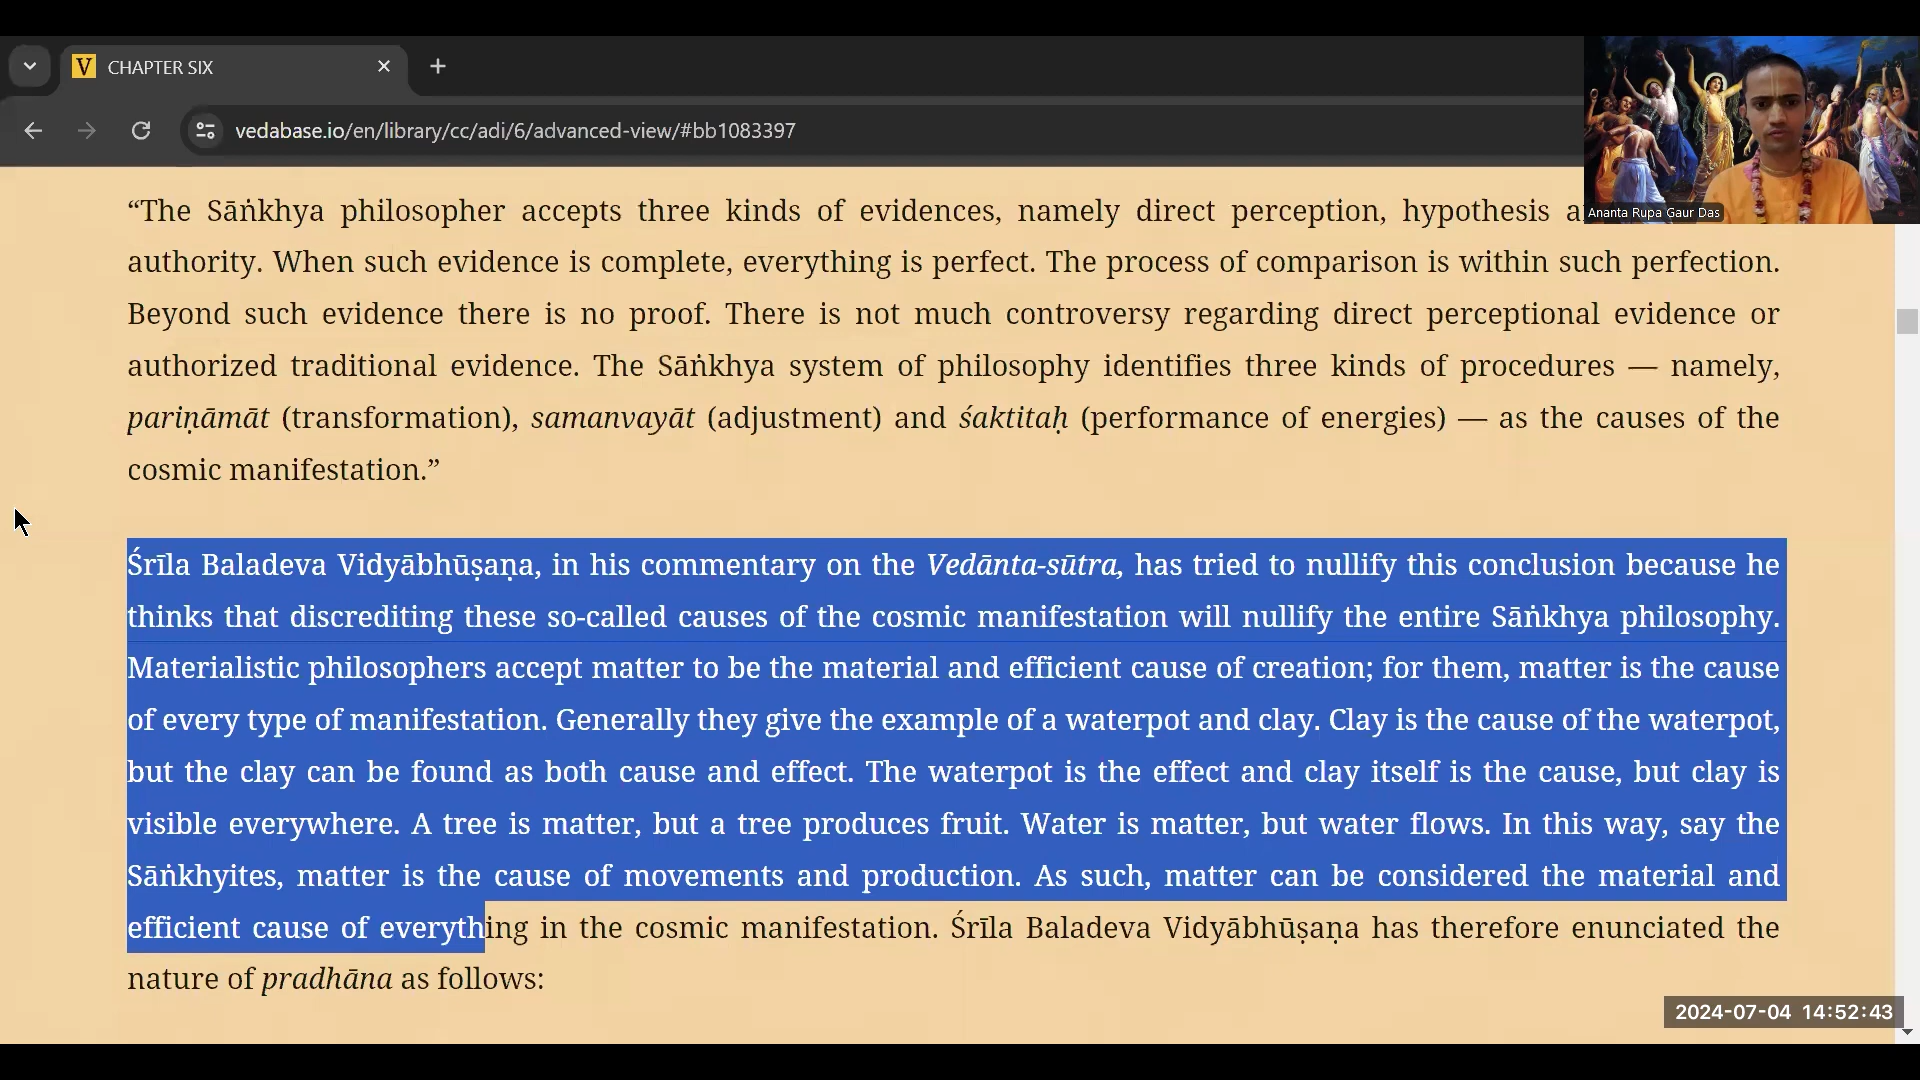 CHAPTER SIX
vedabase.io/en/library/cc/adi/6/advanced-view/#bb1083397
Ananta Rupa Gaur Das
“The Sāṅkhya philosopher accepts three kinds of evidences, namely direct perception, hypothesis
authority. When such evidence is complete, everything is perfect. The process of comparison is within such perfection.
Beyond such evidence there is no proof. There is not much controversy regarding direct perceptional evidence or
authorized traditional evidence. The Sāṅkhya system of philosophy identifies three kinds of procedures — namely,
pariṇāmāt (transformation), samanvayāt (adjustment) and śaktitaḥ (performance of energies) — as the causes of the
cosmic manifestation.”
Śrīla Baladeva Vidyābhūṣaṇa, in his commentary on the Vedānta-sūtra, has tried to nullify this conclusion because he
thinks that discrediting these so-called causes of the cosmic manifestation will nullify the entire Sāṅkhya philosophy.
Materialistic philosophers accept matter to be the material and efficient cause of creation; for them, matter is the cause
of every type of manifestation. Generally they give the example of a waterpot and clay. Clay is the cause of the waterpot,
but the clay can be found as both cause and effect. The waterpot is the effect and clay itself is the cause, but clay is
visible everywhere. A tree is matter, but a tree produces fruit. Water is matter, but water flows. In this way, say the
Sāṅkhyites, matter is the cause of movements and production. As such, matter can be considered the material and
efficient cause of everything in the cosmic manifestation. Śrīla Baladeva Vidyābhūṣaṇa has therefore enunciated the
nature of pradhāna as follows:
2024-07-04 14:52:43